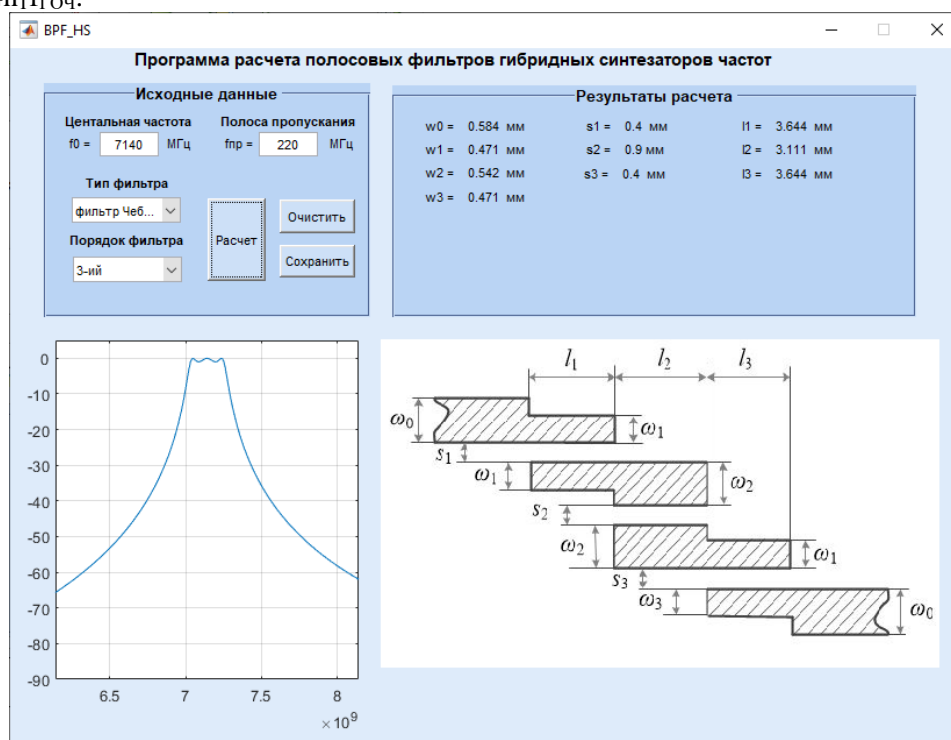 BPF_HS
Программа расчета полосовых фильтров гибридных синтезаторов частот
Исходные данные
Центальная частота Полоса пропускания
f0 = 7140 МГц fпр = 220 МГц
Тип фильтра
фильтр Чеб...
Порядок фильтра
3-ий
Расчет
Очистить
Сохранить
Результаты расчета
w0 = 0.584 мм s1 = 0.4 мм l1 = 3.644 мм
w1 = 0.471 мм s2 = 0.9 мм l2 = 3.111 мм
w2 = 0.542 мм s3 = 0.4 мм l3 = 3.644 мм
w3 = 0.471 мм
0
-10
-20
-30
-40
-50
-60
-70
-80
-90
6.5 7 7.5 8
×10⁹
l₁ l₂ l₃
ω₀ ω₁
s₁
ω₁ ω₂
s₂
ω₂ ω₁
s₃
ω₃ ω₀